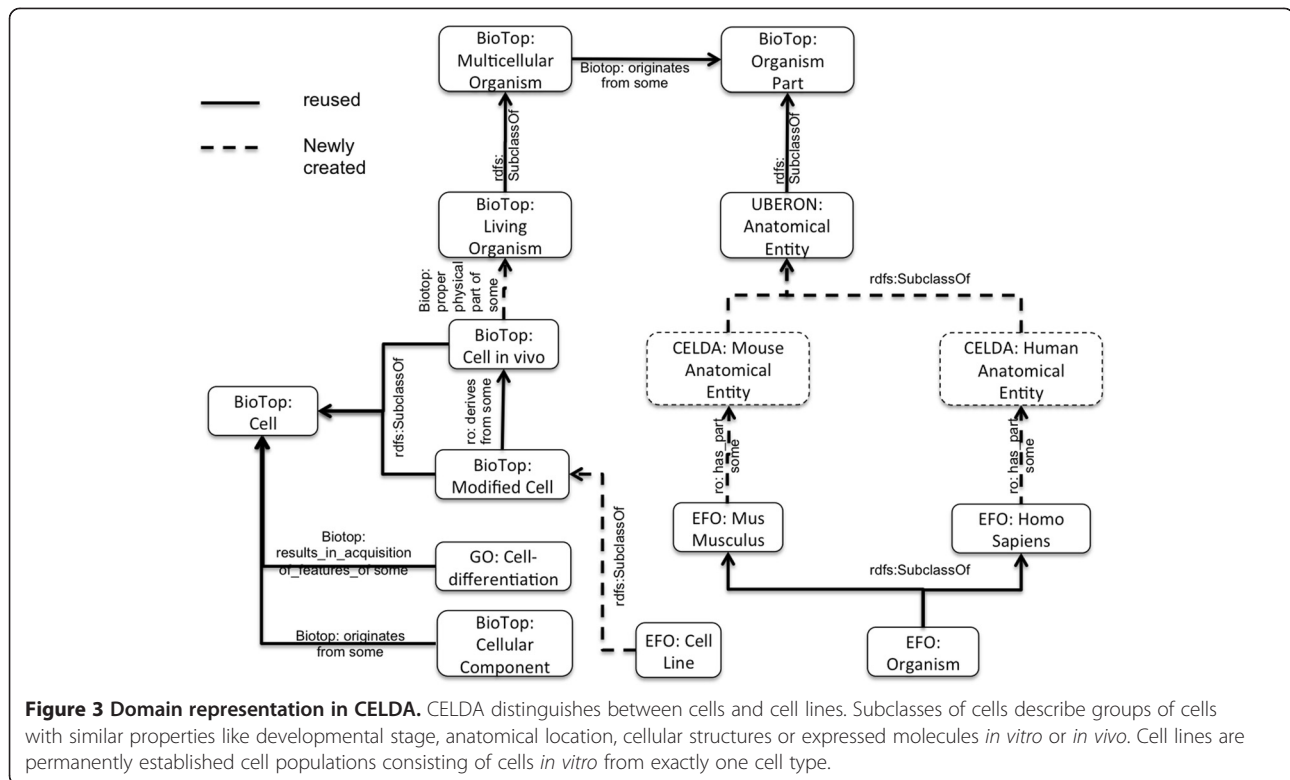 reused
Newly
created
BioTop:
Multicellular
Organism
Biotop: originates
from some
BioTop:
Organism
Part
rdfs:
SubclassOf
rdfs:
SubclassOf
BioTop:
Living
Organism
UBERON:
Anatomical
Entity
Biotop:
proper
physical
part of
some
rdfs:SubclassOf
BioTop:
Cell in vivo
CELDA: Mouse
Anatomical
Entity
CELDA: Human
Anatomical
Entity
BioTop:
Cell
rdfs:SubclassOf
ro: derives
from some
ro: has_part
some
ro: has_part
some
BioTop:
Modified Cell
EFO: Mus
Musculus
EFO: Homo
Sapiens
Biotop:
results_in_acquisition
of_features_of some
GO: Cell-
differentiation
rdfs:SubclassOf
rdfs:SubclassOf
Biotop: originates
from some
BioTop:
Cellular
Component
EFO: Cell
Line
EFO:
Organism
Figure 3 Domain representation in CELDA. CELDA distinguishes between cells and cell lines. Subclasses of cells describe groups of cells
with similar properties like developmental stage, anatomical location, cellular structures or expressed molecules in vitro or in vivo. Cell lines are
permanently established cell populations consisting of cells in vitro from exactly one cell type.